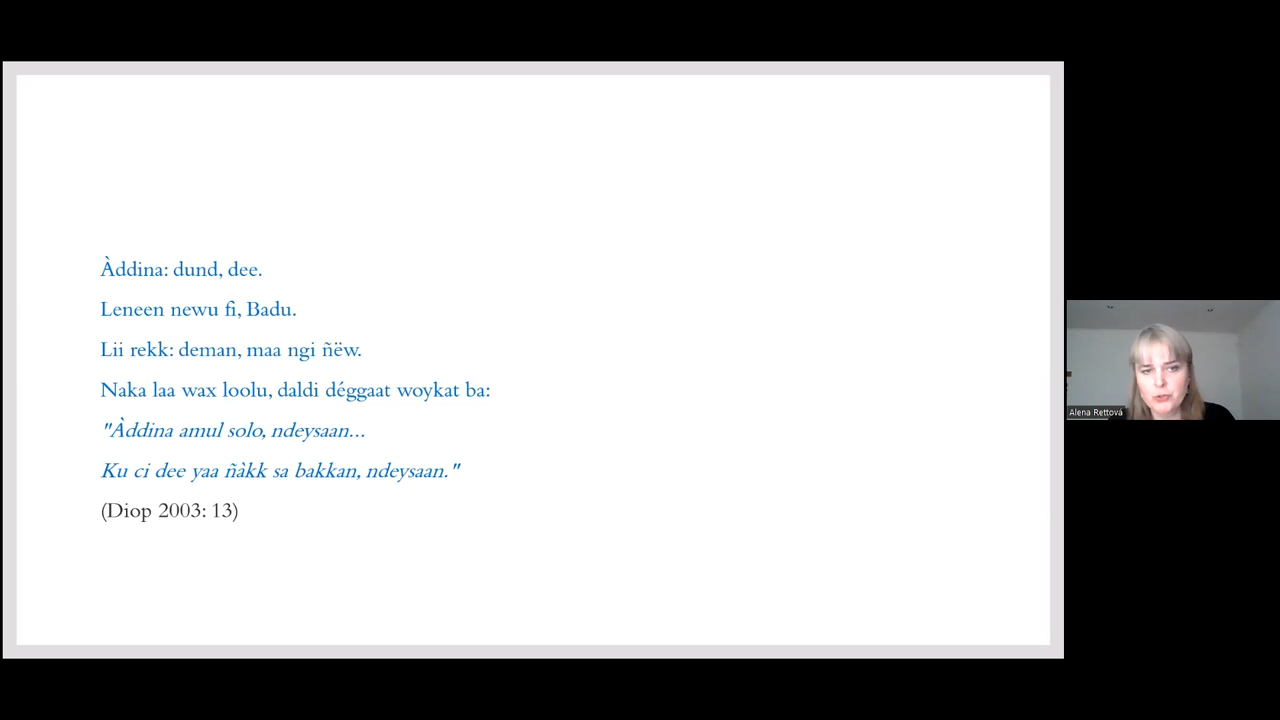 Àddina: dund, dee.
Leneen newu fi, Badu.
Lii rekk: deman, maa ngi ñëw.
Naka laa wax loolu, daldi déggaat woykat ba:
"Àddina amul solo, ndeysaan...
Ku ci dee yaa ñàkk sa bakkan, ndeysaan."
(Diop 2003: 13)
Alena Rettová